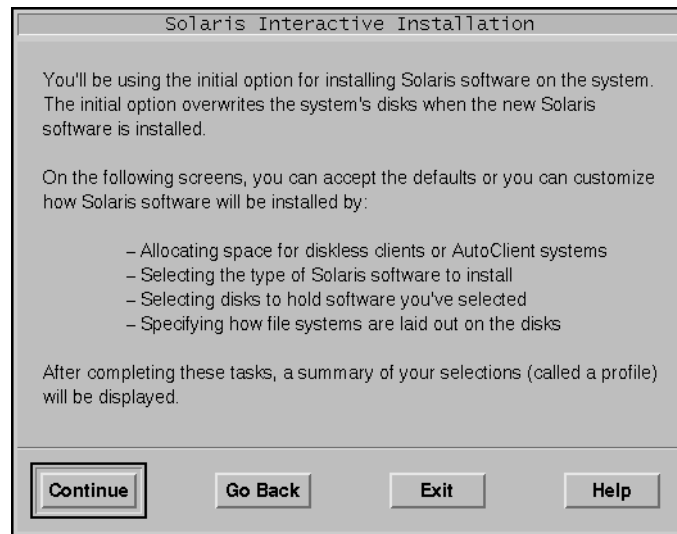 Solaris Interactive Installation
You'll be using the initial option for installing Solaris software on the system.
The initial option overwrites the system's disks when the new Solaris
software is installed.
On the following screens, you can accept the defaults or you can customize
how Solaris software will be installed by:
– Allocating space for diskless clients or AutoClient systems
– Selecting the type of Solaris software to install
– Selecting disks to hold software you've selected
– Specifying how file systems are laid out on the disks
After completing these tasks, a summary of your selections (called a profile)
will be displayed.
Continue Go Back Exit Help